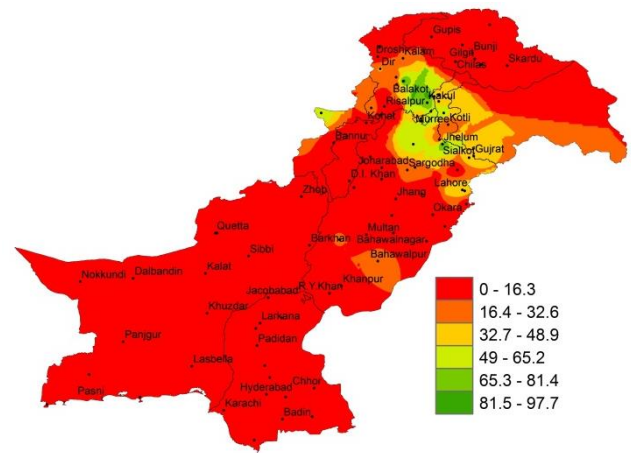 Gupis
Drosh Kalam
Gilgit Bunji
Chilas
Skardu
Dir
Balakot
Kakul
Risalpur
Kohat
Murree Kotli
Bannu
Jhelum
Sialkot Gujrat
Joharabad Sargodha
D.I. Khan
Lahore
Zhop
Jhang
Okara
Quetta
Multan
Barkhan Bahawalnagar
Sibbi
Bahawalpur
Nokkundi Dalbandin Kalat
Khanpur
R.Y.Khan
Jacobabad
Khuzdar
Larkana
Panjgur
Padidan
Lasbella
Pasni
Chhor
Hyderabad
Karachi
Badin
0 - 16.3
16.4 - 32.6
32.7 - 48.9
49 - 65.2
65.3 - 81.4
81.5 - 97.7